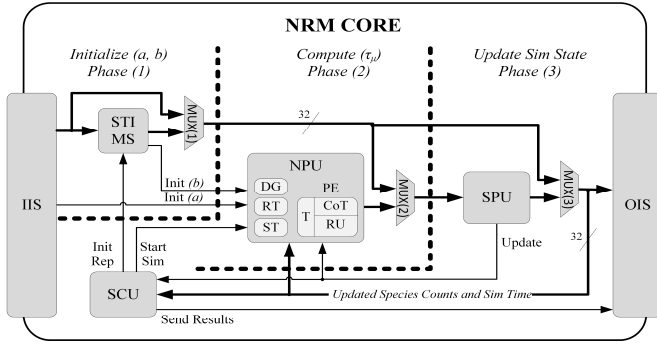 NRM CORE
Initialize (a, b)
Phase (1)
Compute (τμ)
Phase (2)
Update Sim State
Phase (3)
IIS
STI
MS
MUX(1)
32
Init (b)
Init (a)
NPU
DG
RT
ST
PE
T
CoT
RU
MUX(2)
SPU
MUX(3)
OIS
Init
Rep
Start
Sim
Update
32
SCU
Updated Species Counts and Sim Time
Send Results